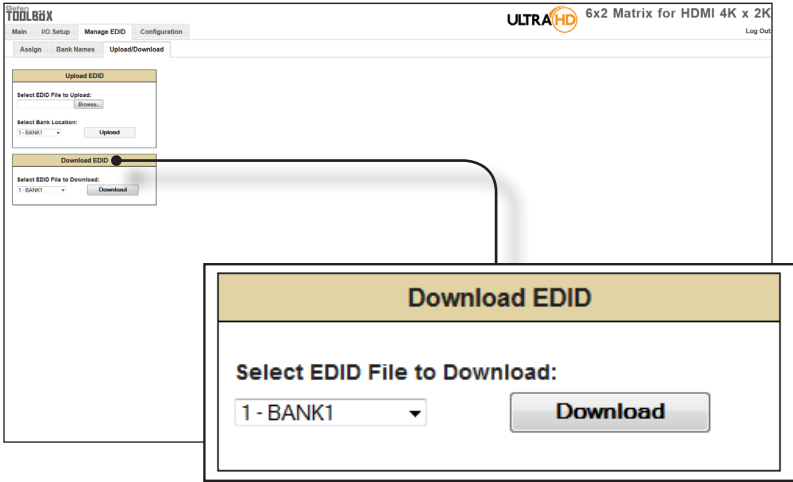 Gefen
TOOLBOX
ULTRA HD
6x2 Matrix for HDMI 4K x 2K
Main I/O Setup Manage EDID Configuration
Log Out
Assign Bank Names Upload/Download
Upload EDID
Select EDID File to Upload:
Browse..
Select Bank Location:
1 - BANK1 Upload
Download EDID
Select EDID File to Download:
1 - BANK1 Download
Download EDID
Select EDID File to Download:
1 - BANK1 Download